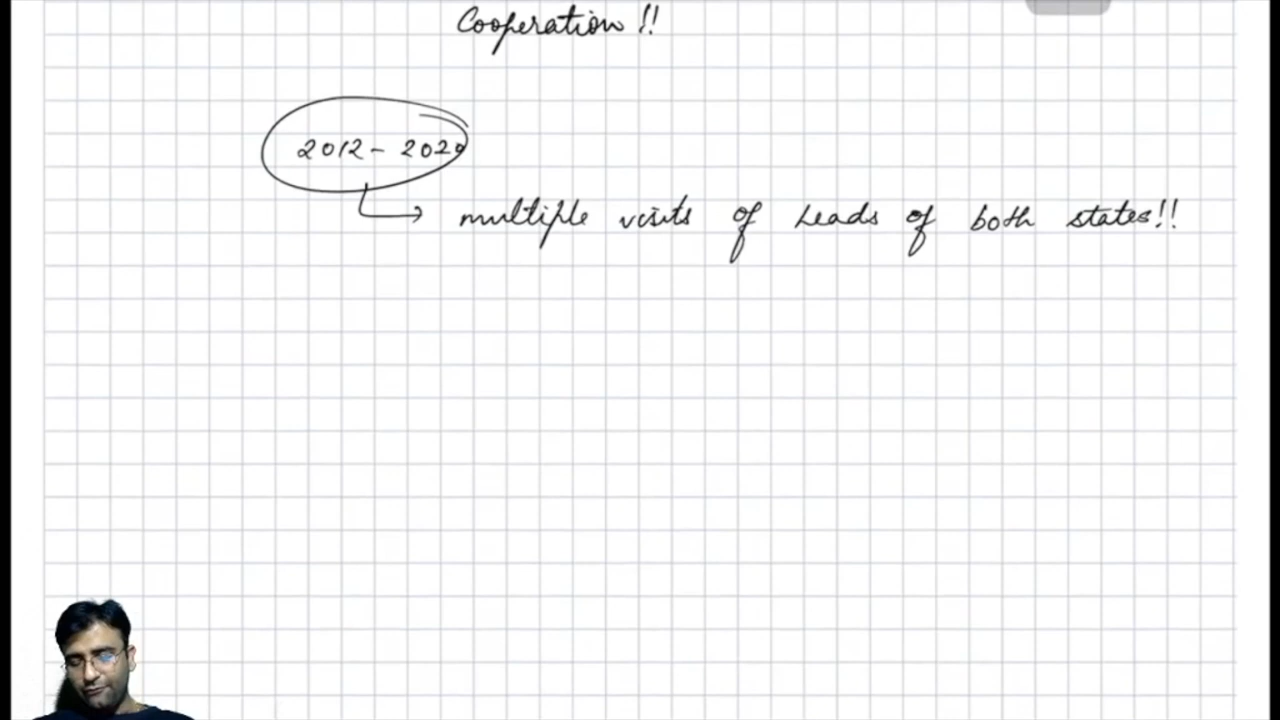 Cooperation !!
2012 - 2020
multiple visits of heads of both states!!